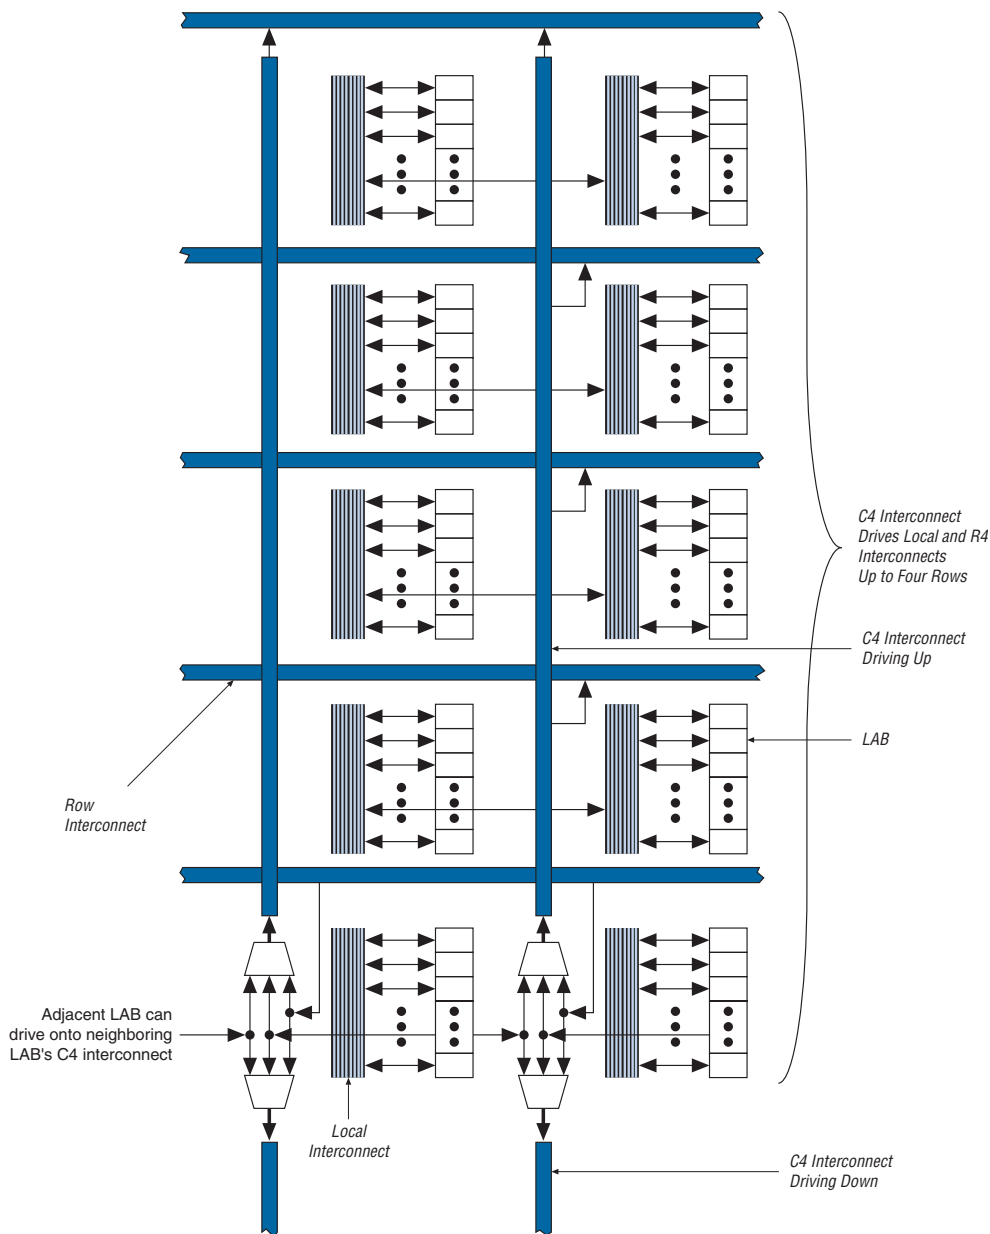 C4 Interconnect
Drives Local and R4
Interconnects
Up to Four Rows
C4 Interconnect
Driving Up
LAB
Row
Interconnect
Adjacent LAB can
drive onto neighboring
LAB's C4 interconnect
Local
Interconnect
C4 Interconnect
Driving Down